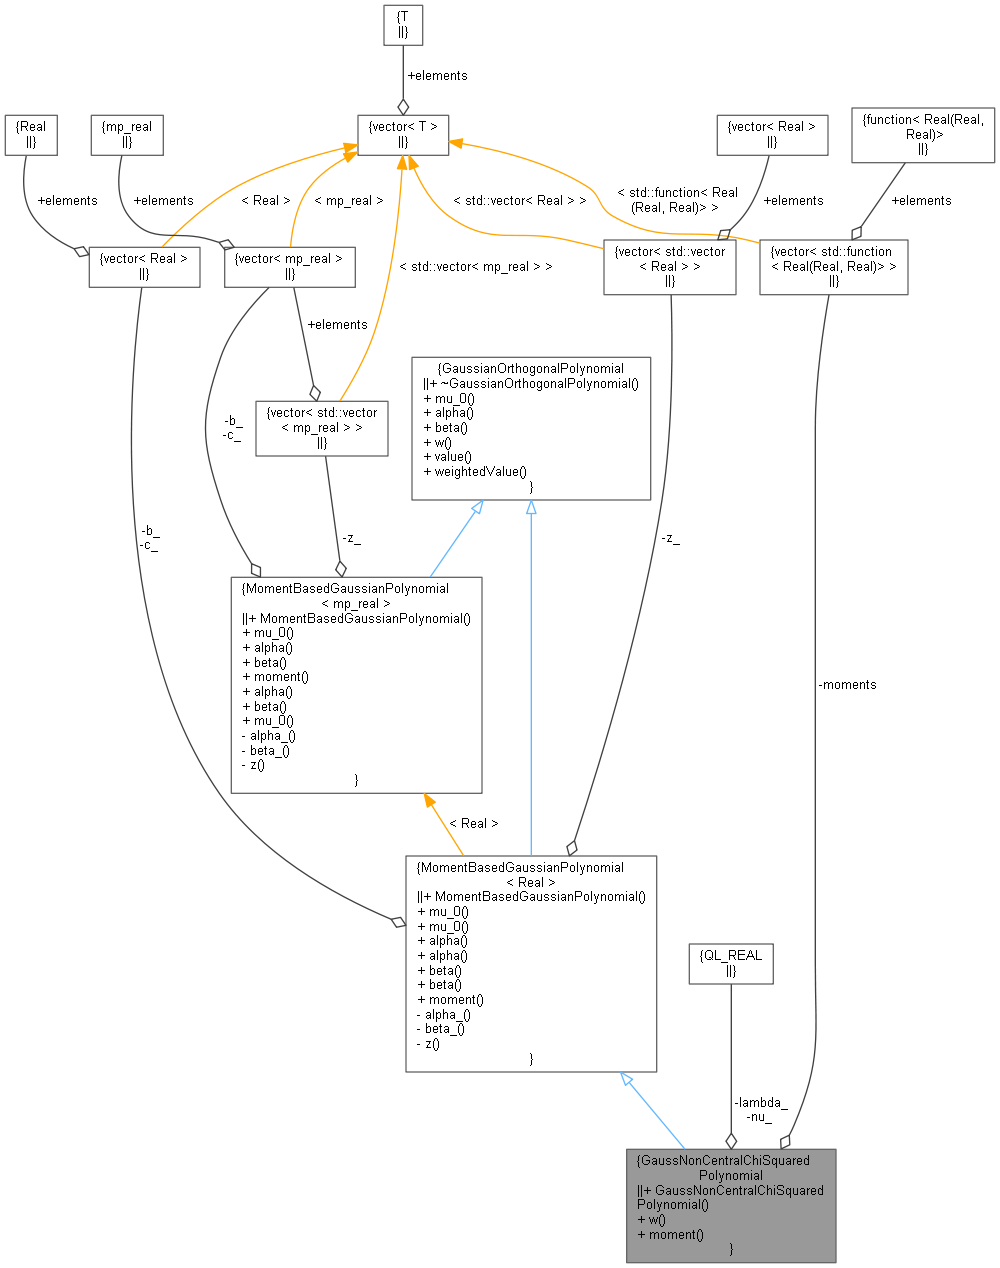 {T
||}
+elements
{Real
||}
{mp_real
||}
{vector< T >
||}
{vector< Real >
||}
{function< Real(Real,
Real)>
||}
+elements
+elements
< Real >
< mp_real >
< std::vector< Real > >
< std::function< Real
(Real, Real)> >
+elements
+elements
{vector< Real >
||}
{vector< mp_real >
||}
< std::vector< mp_real > >
{vector< std::vector
< Real > >
||}
{vector< std::function
< Real(Real, Real)> >
||}
+elements
{vector< std::vector
< mp_real > >
||}
-b_
-c_
{GaussianOrthogonalPolynomial
||+ ~GaussianOrthogonalPolynomial()
+ mu_0()
+ alpha()
+ beta()
+ w()
+ value()
+ weightedValue()
}
-b_
-c_
-z_
-z_
{MomentBasedGaussianPolynomial
< mp_real >
||+ MomentBasedGaussianPolynomial()
+ mu_0()
+ alpha()
+ beta()
+ moment()
+ alpha()
+ beta()
+ mu_0()
- alpha_()
- beta_()
- z()
}
-moments
< Real >
{MomentBasedGaussianPolynomial
< Real >
||+ MomentBasedGaussianPolynomial()
+ mu_0()
+ mu_0()
+ alpha()
+ alpha()
+ beta()
+ beta()
+ moment()
- alpha_()
- beta_()
- z()
}
{QL_REAL
||}
-lambda_
-nu_
{GaussNonCentralChiSquared
Polynomial
||+ GaussNonCentralChiSquared
Polynomial()
+ w()
+ moment()
}